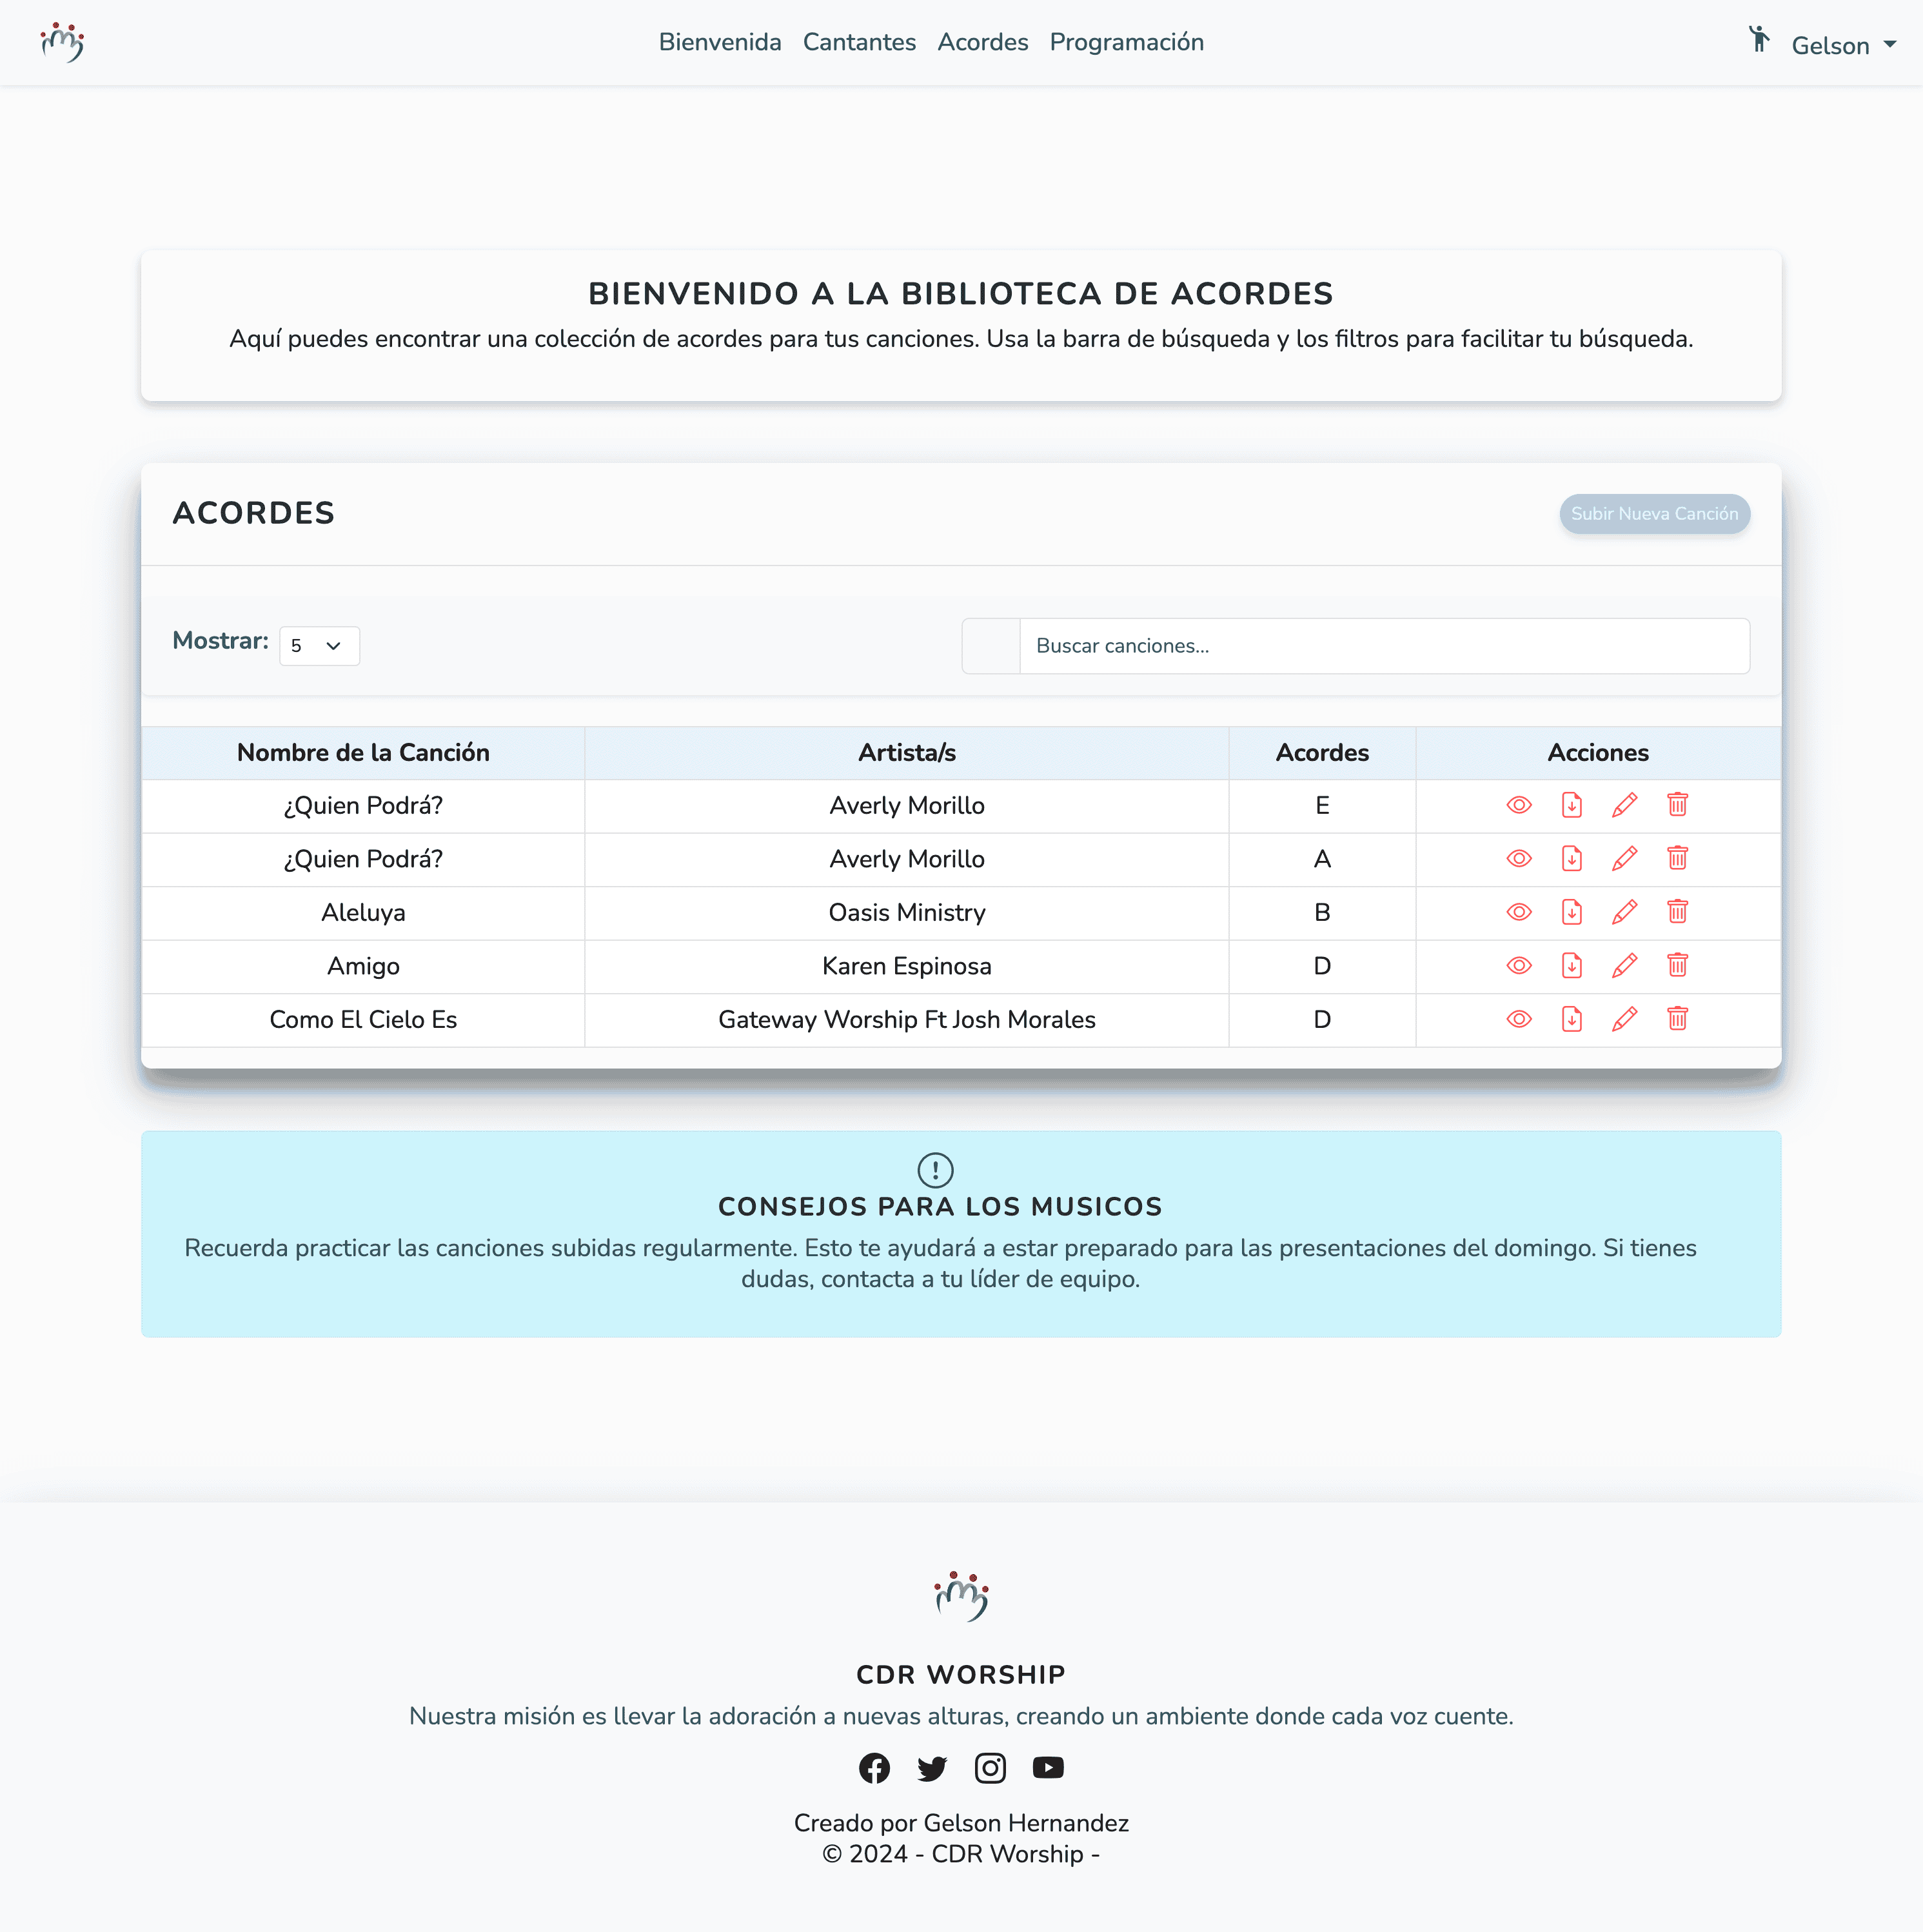 Bienvenida Cantantes Acordes Programación Gelson
BIENVENIDO A LA BIBLIOTECA DE ACORDES
Aquí puedes encontrar una colección de acordes para tus canciones. Usa la barra de búsqueda y los filtros para facilitar tu búsqueda.
ACORDES Subir Nueva Canción
Mostrar: 5 Buscar canciones...
Nombre de la Canción Artista/s Acordes Acciones
¿Quien Podrá? Averly Morillo E
¿Quien Podrá? Averly Morillo A
Aleluya Oasis Ministry B
Amigo Karen Espinosa D
Como El Cielo Es Gateway Worship Ft Josh Morales D
CONSEJOS PARA LOS MUSICOS
Recuerda practicar las canciones subidas regularmente. Esto te ayudará a estar preparado para las presentaciones del domingo. Si tienes
dudas, contacta a tu líder de equipo.
CDR WORSHIP
Nuestra misión es llevar la adoración a nuevas alturas, creando un ambiente donde cada voz cuente.
Creado por Gelson Hernandez
© 2024 - CDR Worship -